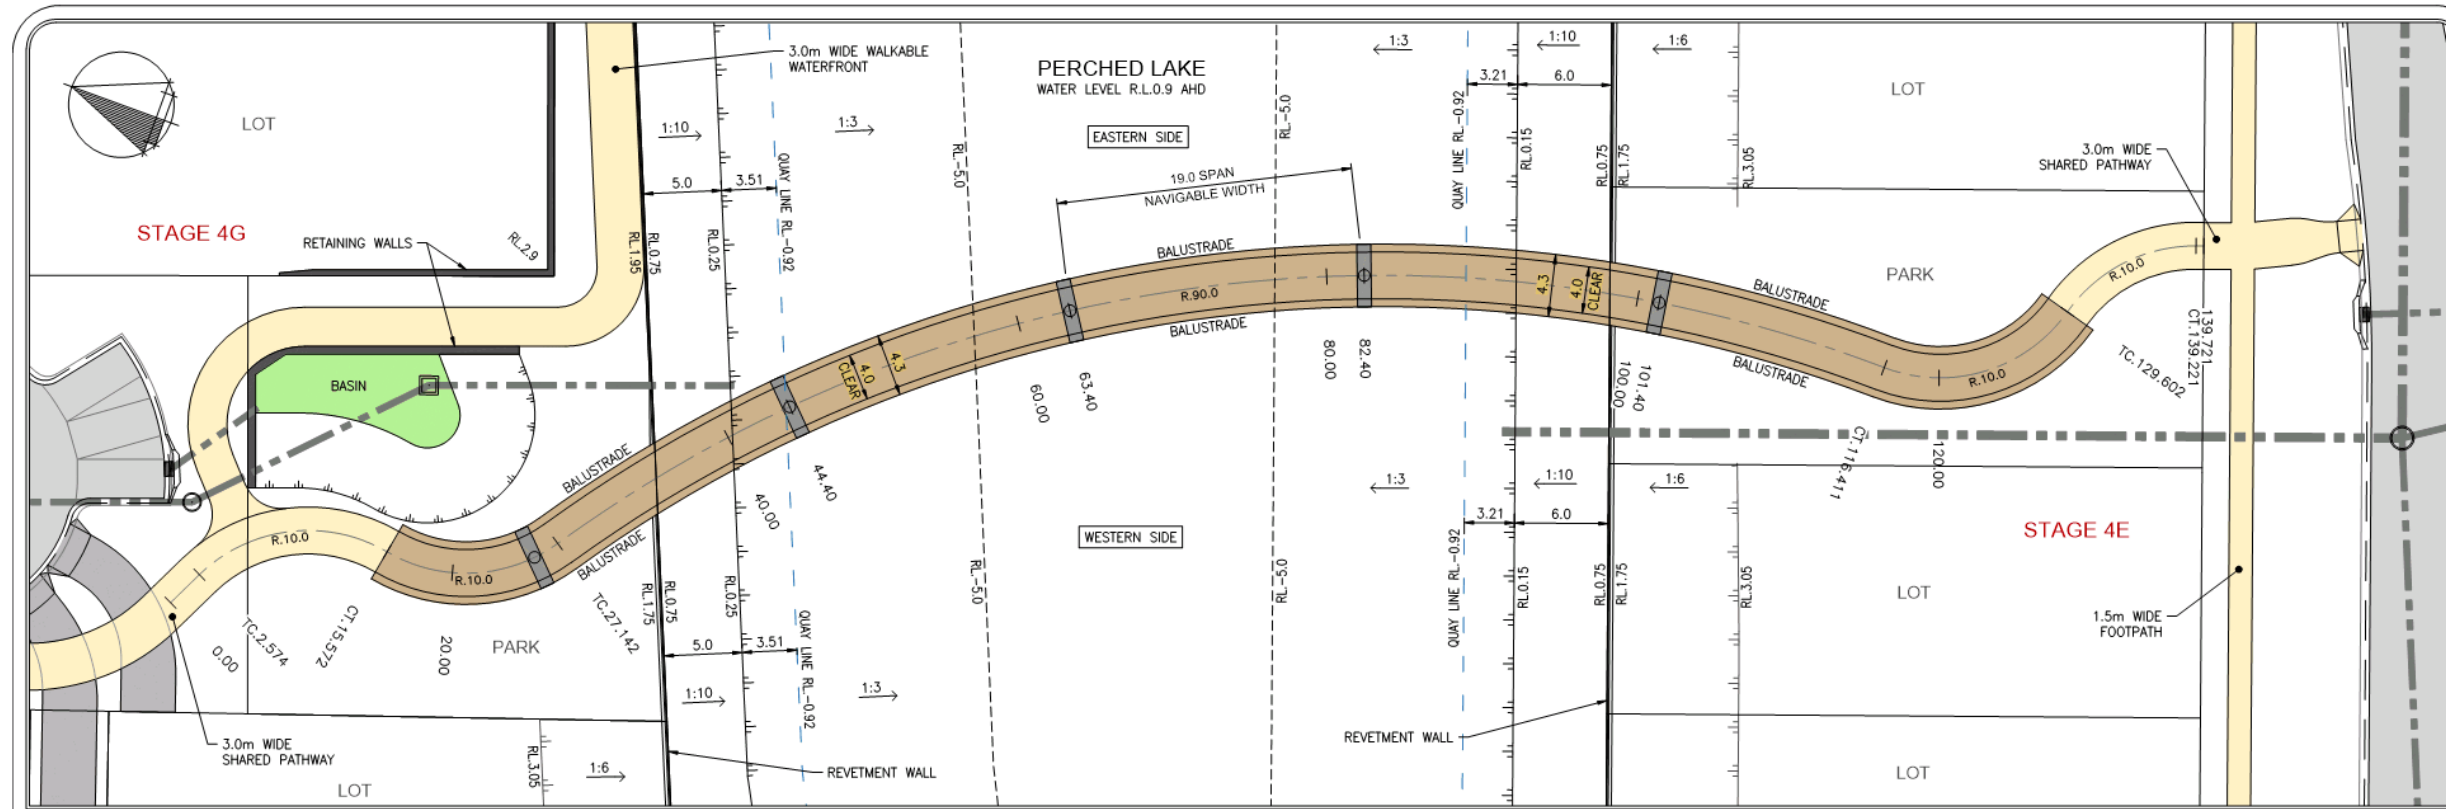 3.0m WIDE WALKABLE
WATERFRONT
PERCHED LAKE
WATER LEVEL R.L.0.9 AHD
EASTERN SIDE
1:3
1:10
1:6
3.21
6.0
LOT
LOT
1:10
1:3
RL.-5.0
RL.-5.0
QUAY LINE RL.-0.92
RL.0.15
RL.0.75
RL.1.75
RL.3.05
3.0m WIDE
SHARED PATHWAY
STAGE 4G
RETAINING WALLS
RL.2.9
5.0
3.51
RL.1.95
RL.0.75
RL.0.25
QUAY LINE RL.-0.92
19.0 SPAN
NAVIGABLE WIDTH
BALUSTRADE
BALUSTRADE
R.90.0
4.3
4.0
CLEAR
BALUSTRADE
BALUSTRADE
PARK
R.10.0
R.10.0
139.721
CT.139.221
TC.129.602
BASIN
4.0
CLEAR
4.3
BALUSTRADE
BALUSTRADE
R.10.0
R.10.0
0.00
TC.2.574
CT.15.572
20.00
TC.27.142
40.00
44.40
60.00
63.40
80.00
82.40
100.00
101.40
CT.116.411
120.00
PARK
WESTERN SIDE
1:3
1:10
1:6
3.21
6.0
QUAY LINE RL.-0.92
RL.0.15
RL.0.75
RL.1.75
RL.3.05
STAGE 4E
LOT
1.5m WIDE
FOOTPATH
RL.1.75
RL.0.75
RL.0.25
RL.-5.0
RL.-5.0
5.0
3.51
QUAY LINE RL.-0.92
1:10
1:3
3.0m WIDE
SHARED PATHWAY
LOT
RL.3.05
1:6
REVETMENT WALL
REVETMENT WALL
LOT